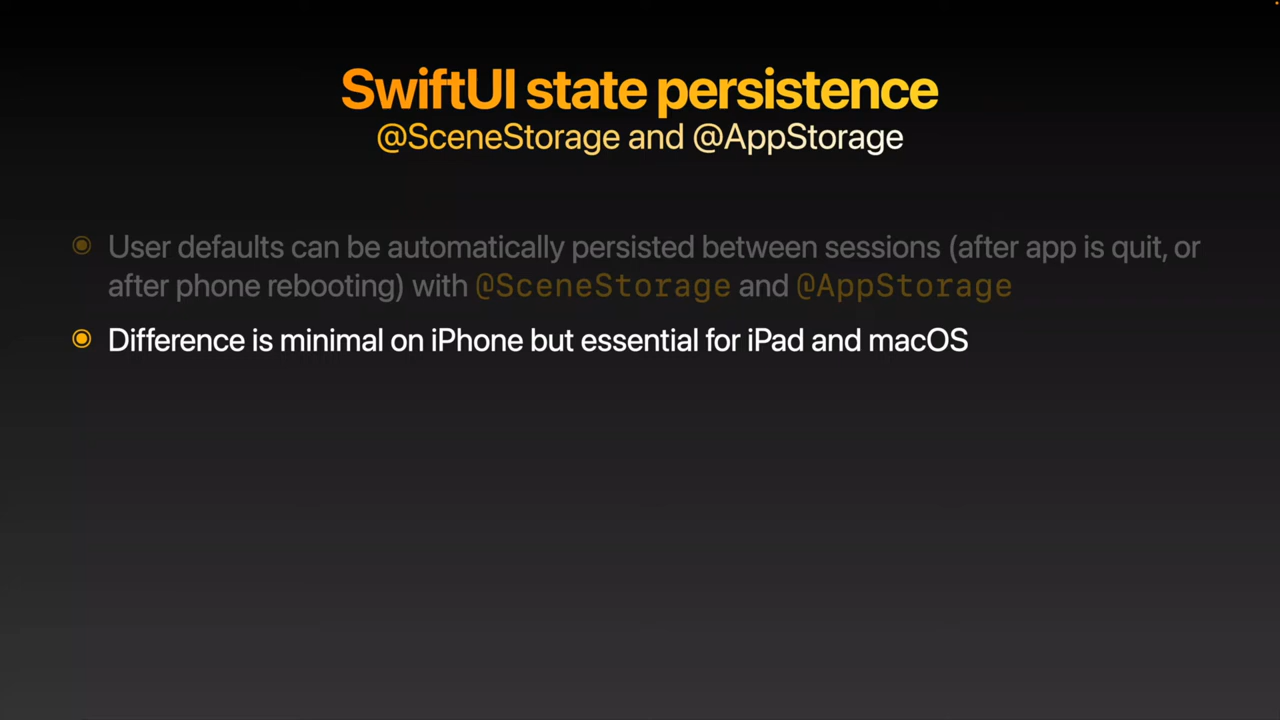 SwiftUI state persistence
@SceneStorage and @AppStorage
User defaults can be automatically persisted between sessions (after app is quit, or
after phone rebooting) with @SceneStorage and @AppStorage
Difference is minimal on iPhone but essential for iPad and macOS